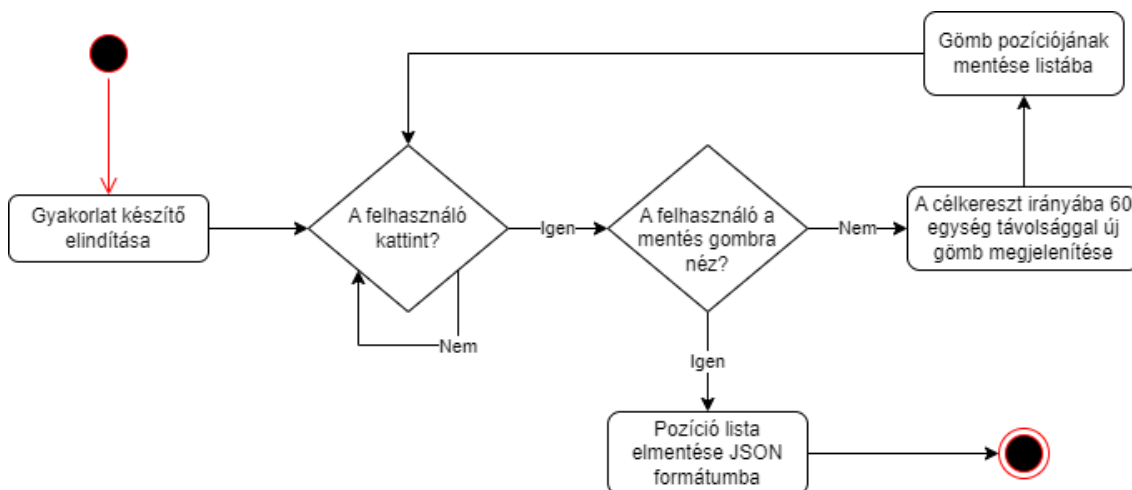 Gömb pozíciójának
mentése listába
Gyakorlat készítő
elindítása
A felhasználó
kattint?
Igen
A felhasználó a
mentés gombra
néz?
Nem
A célkereszt irányába 60
egység távolsággal új
gömb megjelenítése
Nem
Igen
Pozíció lista
elmentése JSON
formátumba